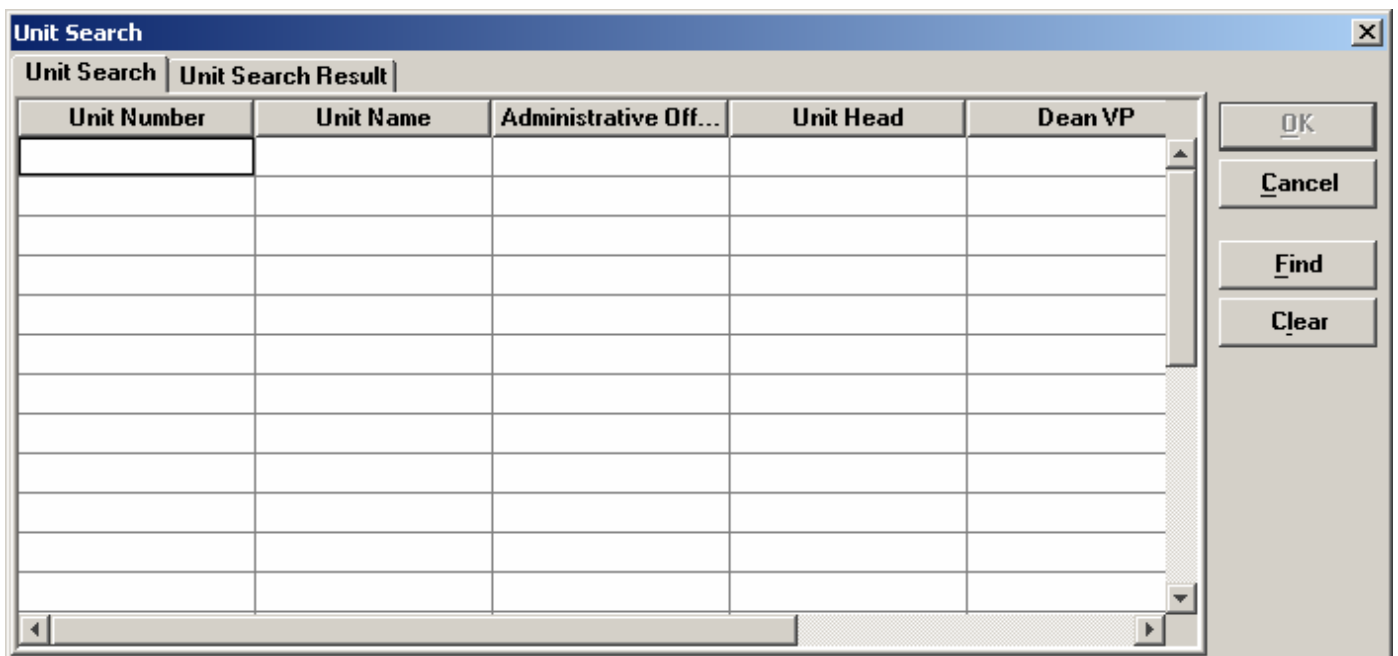 Unit Search
Unit Search Unit Search Result
Unit Number Unit Name Administrative Off... Unit Head Dean VP
OK
Cancel
Find
Clear